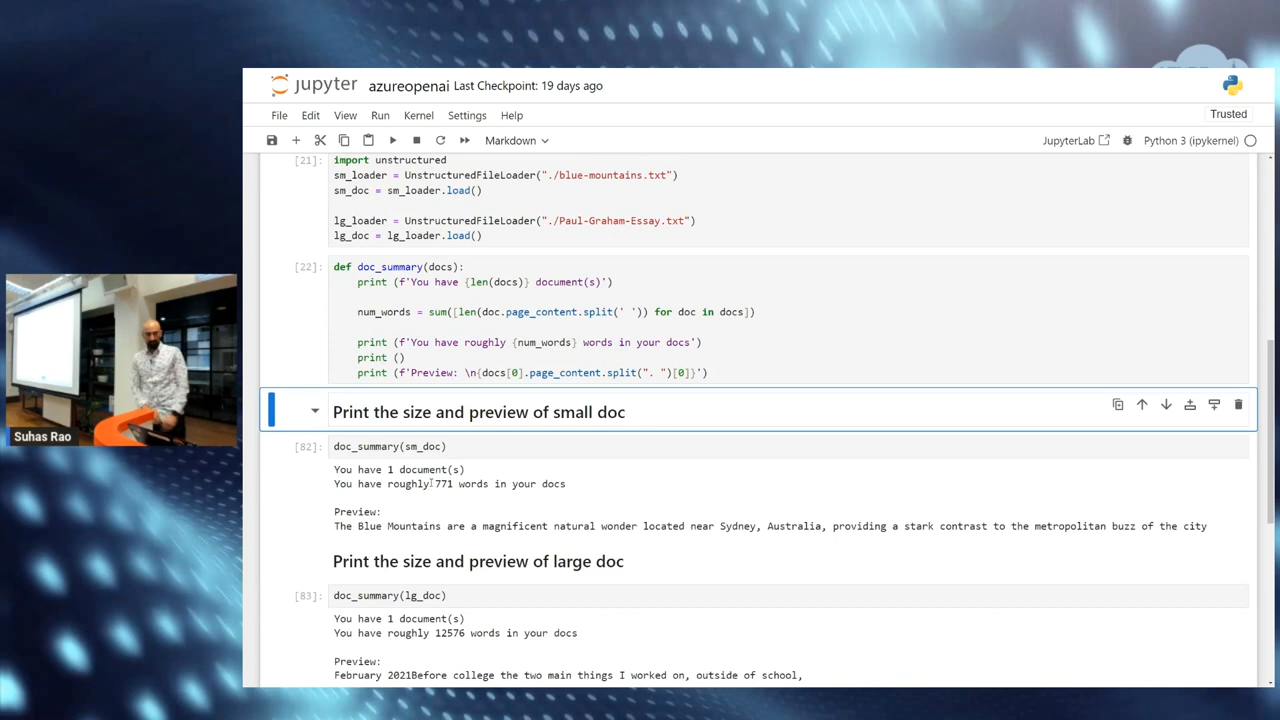 jupyter azureopenai Last Checkpoint: 19 days ago
File Edit View Run Kernel Settings Help
Trusted
Markdown
JupyterLab
Python 3 (ipykernel)
[21]: import unstructured
sm_loader = UnstructuredFileLoader("./blue-mountains.txt")
sm_doc = sm_loader.load()
lg_loader = UnstructuredFileLoader("./Paul-Graham-Essay.txt")
lg_doc = lg_loader.load()
[22]: def doc_summary(docs):
print (f'You have {len(docs)} document(s)')
num_words = sum([len(doc.page_content.split(' ')) for doc in docs])
print (f'You have roughly {num_words} words in your docs')
print ()
print (f'Preview: \n{docs[0].page_content.split(". ")[0]}')
Print the size and preview of small doc
[82]: doc_summary(sm_doc)
You have 1 document(s)
You have roughly 771 words in your docs
Preview:
The Blue Mountains are a magnificent natural wonder located near Sydney, Australia, providing a stark contrast to the metropolitan buzz of the city
Print the size and preview of large doc
[83]: doc_summary(lg_doc)
You have 1 document(s)
You have roughly 12576 words in your docs
Preview:
February 2021Before college the two main things I worked on, outside of school,
Suhas Rao